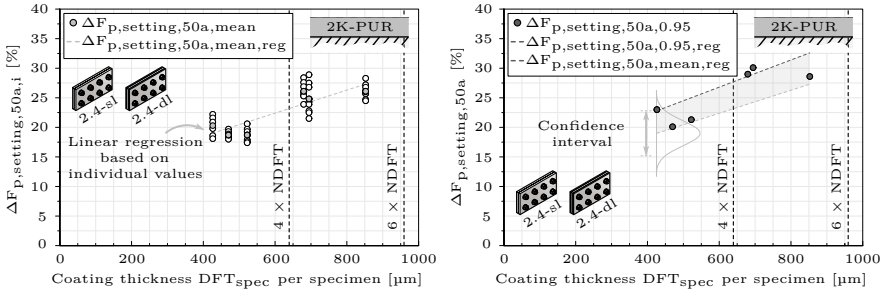 40
35
30
25
20
15
10
5
0
ΔFp,setting,50a,i [%]
ΔFp,setting,50a,mean
ΔFp,setting,50a,mean,reg
2K-PUR
2.4-sl
2.4-dl
Linear regression
based on
individual values
4 × NDFT
6 × NDFT
0 200 400 600 800 1000
Coating thickness DFTspec per specimen [µm]
40
35
30
25
20
15
10
5
0
ΔFp,setting,50a [%]
ΔFp,setting,50a,0.95
ΔFp,setting,50a,0.95,reg
ΔFp,setting,50a,mean,reg
2K-PUR
Confidence
interval
2.4-sl
2.4-dl
4 × NDFT
6 × NDFT
0 200 400 600 800 1000
Coating thickness DFTspec per specimen [µm]